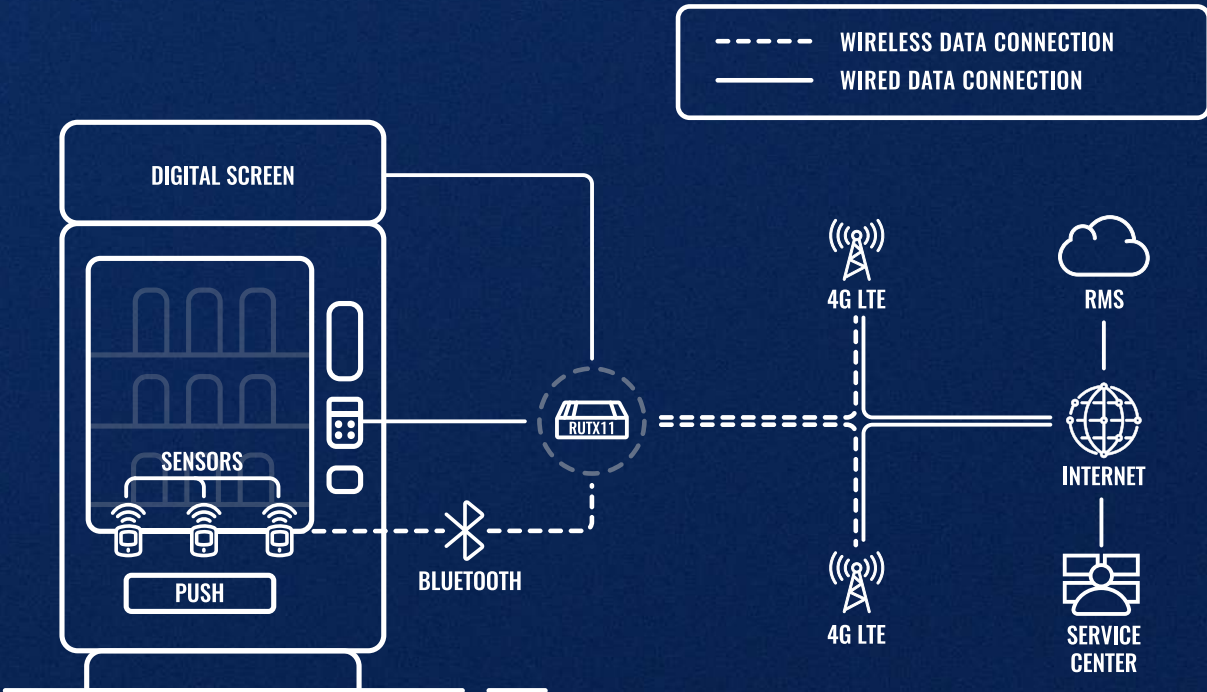 WIRELESS DATA CONNECTION
WIRED DATA CONNECTION
DIGITAL SCREEN
4G LTE
RMS
RUTX11
SENSORS
INTERNET
BLUETOOTH
PUSH
4G LTE
SERVICE
CENTER